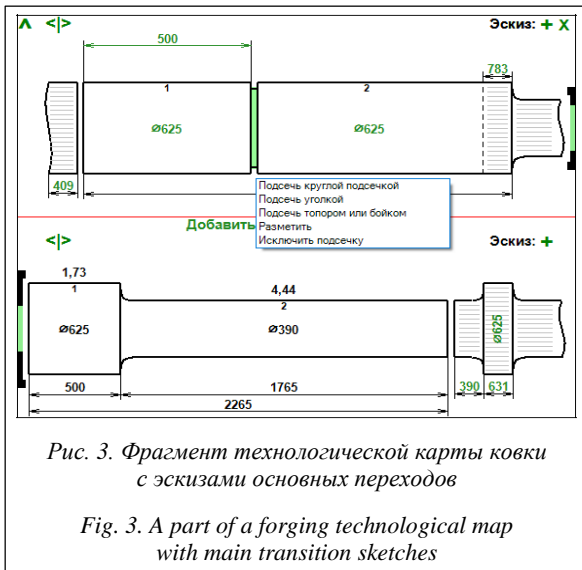 ^ <|> Эскиз: + X
500
783
1 2
⌀625 ⌀625
409
Подсечь круглой подсечкой
Подсечь уголкой
Подсечь топором или бойком
Разметить
Исключить подсечку
Добавить
<|> Эскиз: +
1,73 4,44
1 2
⌀625 ⌀390 ⌀625
500 1765 390 631
2265
Рис. 3. Фрагмент технологической карты ковки
с эскизами основных переходов
Fig. 3. A part of a forging technological map
with main transition sketches